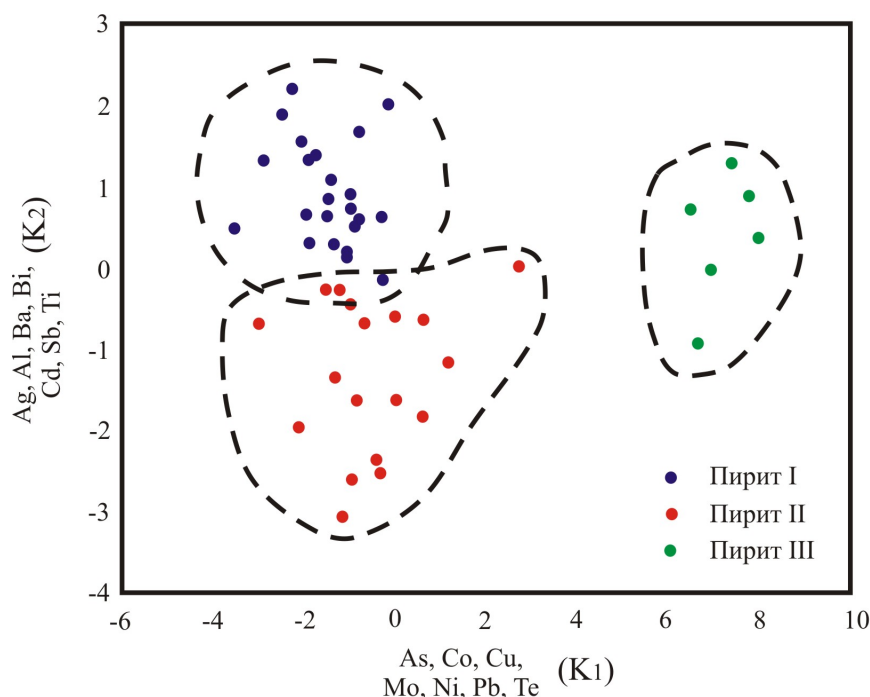 3
2
1
0
-1
-2
-3
-4
Ag, Al, Ba, Bi,
Cd, Sb, Ti
(K2)
Пирит I
Пирит II
Пирит III
-6
-4
-2
0
2
4
6
8
10
As, Co, Cu,
Mo, Ni, Pb, Te
(K1)